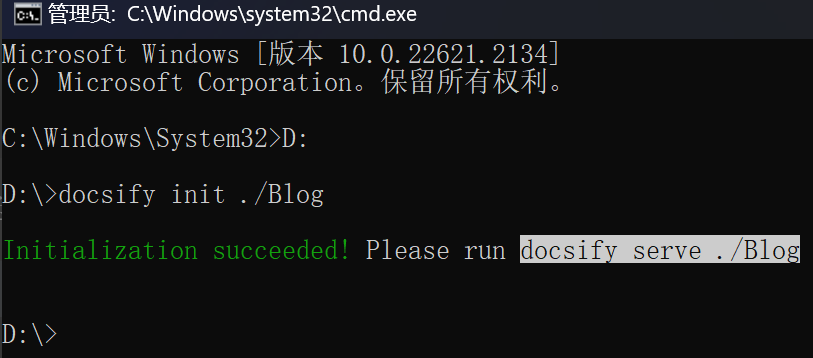 管理员: C:\Windows\system32\cmd.exe
Microsoft Windows [版本 10.0.22621.2134]
(c) Microsoft Corporation。保留所有权利。
C:\Windows\System32>D:
D:\>docsify init ./Blog
Initialization succeeded! Please run docsify serve ./Blog
D:\>